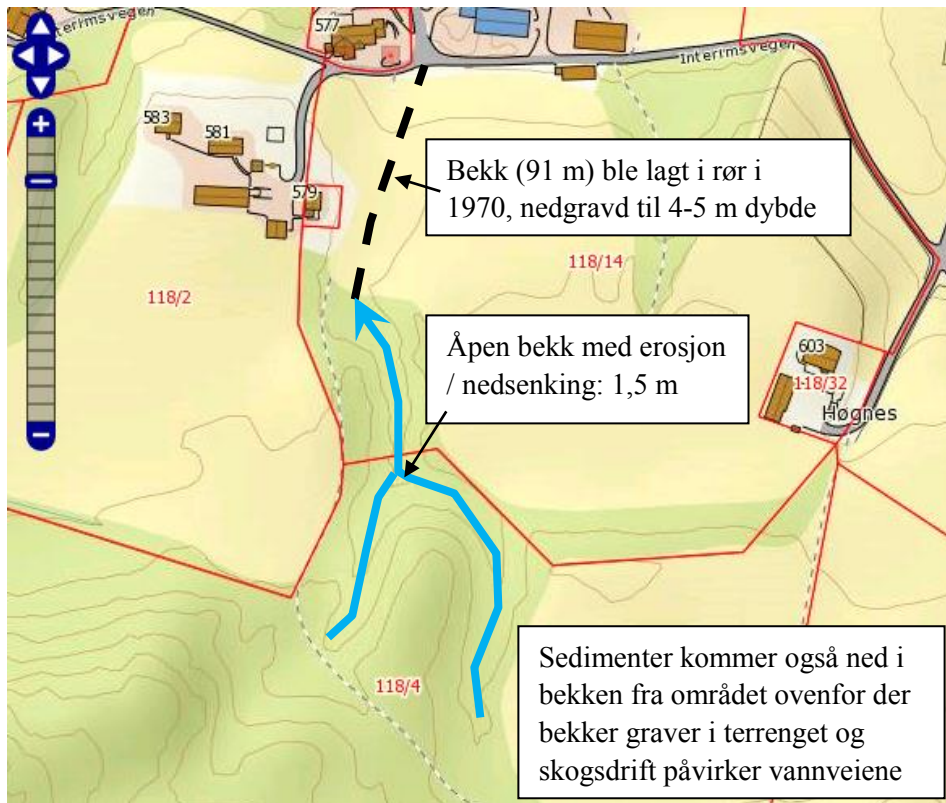 Interimsvegen
577
Interimsvegen
583
581
579
Bekk (91 m) ble lagt i rør i
1970, nedgravd til 4-5 m dybde
118/2
118/14
Åpen bekk med erosjon
/ nedsenking: 1,5 m
603
118/32
Høgnes
118/4
Sedimenter kommer også ned i
bekken fra området ovenfor der
bekker graver i terrenget og
skogsdrift påvirker vannveiene